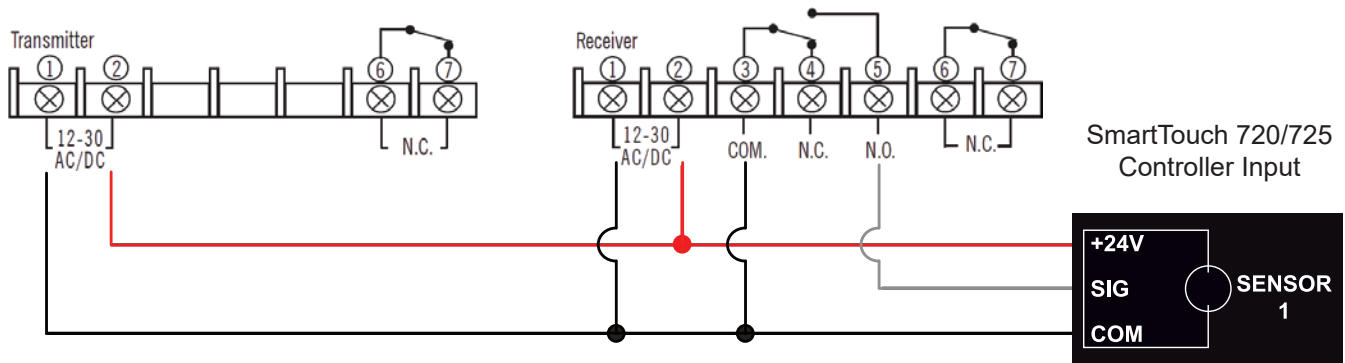 Transmitter
1 2 6 7
12-30
AC/DC
N.C.
Receiver
1 2 3 4 5 6 7
12-30
AC/DC
COM.
N.C.
N.O.
N.C.
SmartTouch 720/725
Controller Input
+24V
SIG
COM
SENSOR
1